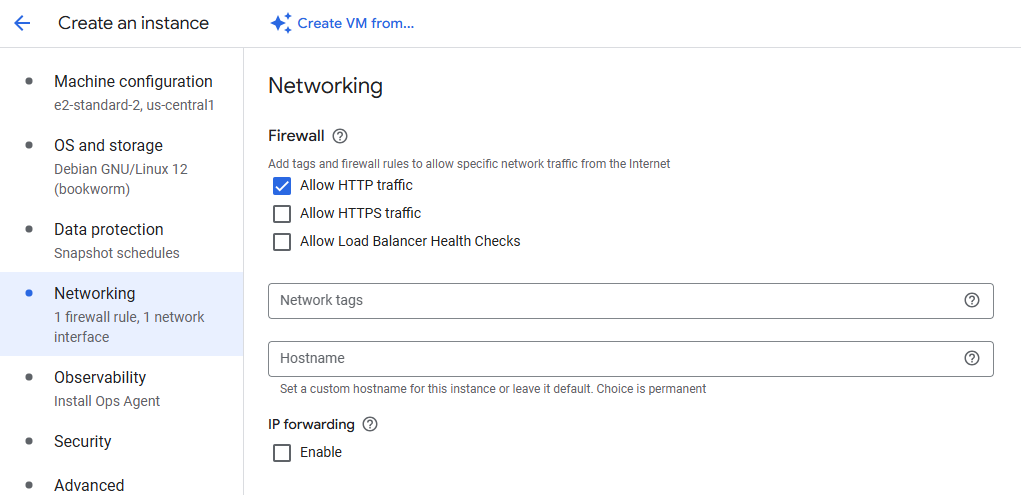 Create an instance
Create VM from...
Machine configuration
e2-standard-2, us-central1
OS and storage
Debian GNU/Linux 12
(bookworm)
Data protection
Snapshot schedules
Networking
1 firewall rule, 1 network
interface
Observability
Install Ops Agent
Security
Advanced
Networking
Firewall
Add tags and firewall rules to allow specific network traffic from the Internet
Allow HTTP traffic
Allow HTTPS traffic
Allow Load Balancer Health Checks
Network tags
Hostname
Set a custom hostname for this instance or leave it default. Choice is permanent
IP forwarding
Enable